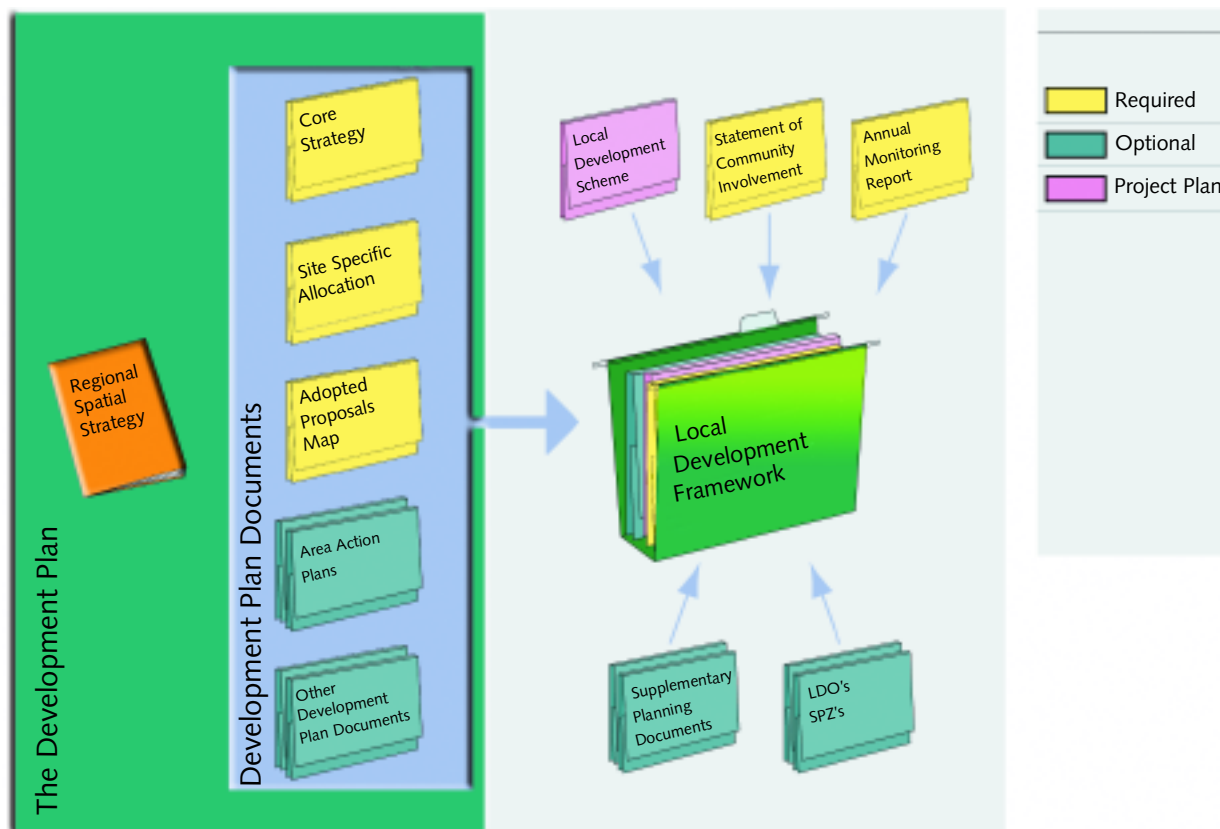 The Development Plan
Regional
Spatial
Strategy
Development Plan Documents
Core
Strategy
Site Specific
Allocation
Adopted
Proposals
Map
Area Action
Plans
Other
Development
Plan Documents
Local
Development
Scheme
Statement of
Community
Involvement
Annual
Monitoring
Report
Local
Development
Framework
Supplementary
Planning
Documents
LDO's
SPZ's
Required
Optional
Project Plan